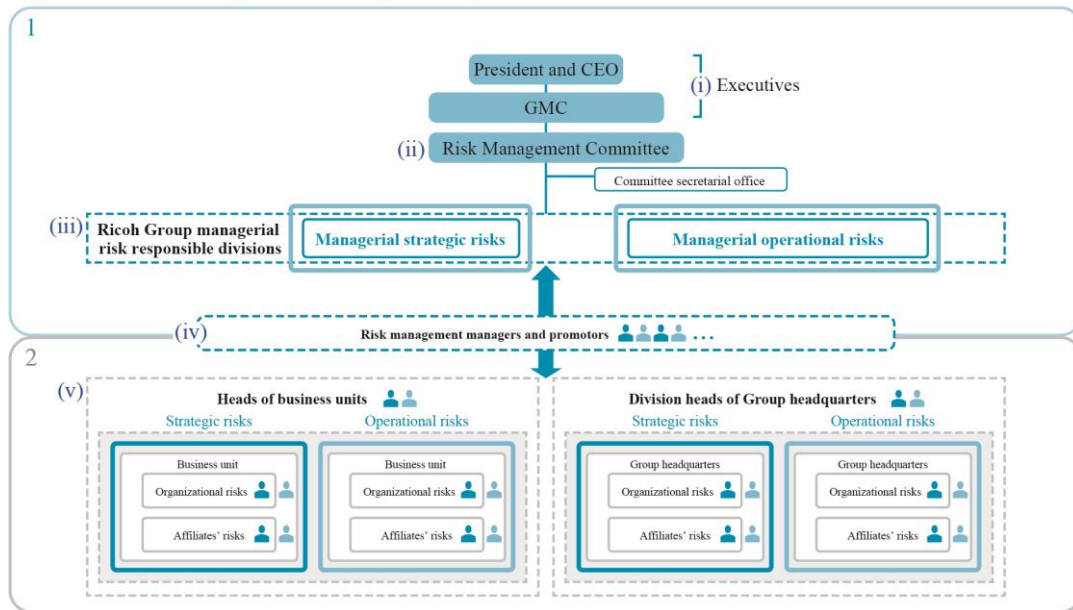 1
President and CEO
(i) Executives
GMC
(ii) Risk Management Committee
Committee secretarial office
(iii) Ricoh Group managerial
risk responsible divisions
Managerial strategic risks
Managerial operational risks
(iv) Risk management managers and promotors ...
2
(v)
Heads of business units
Division heads of Group headquarters
Strategic risks
Operational risks
Strategic risks
Operational risks
Business unit
Organizational risks
Affiliates' risks
Business unit
Organizational risks
Affiliates' risks
Group headquarters
Organizational risks
Affiliates' risks
Group headquarters
Organizational risks
Affiliates' risks